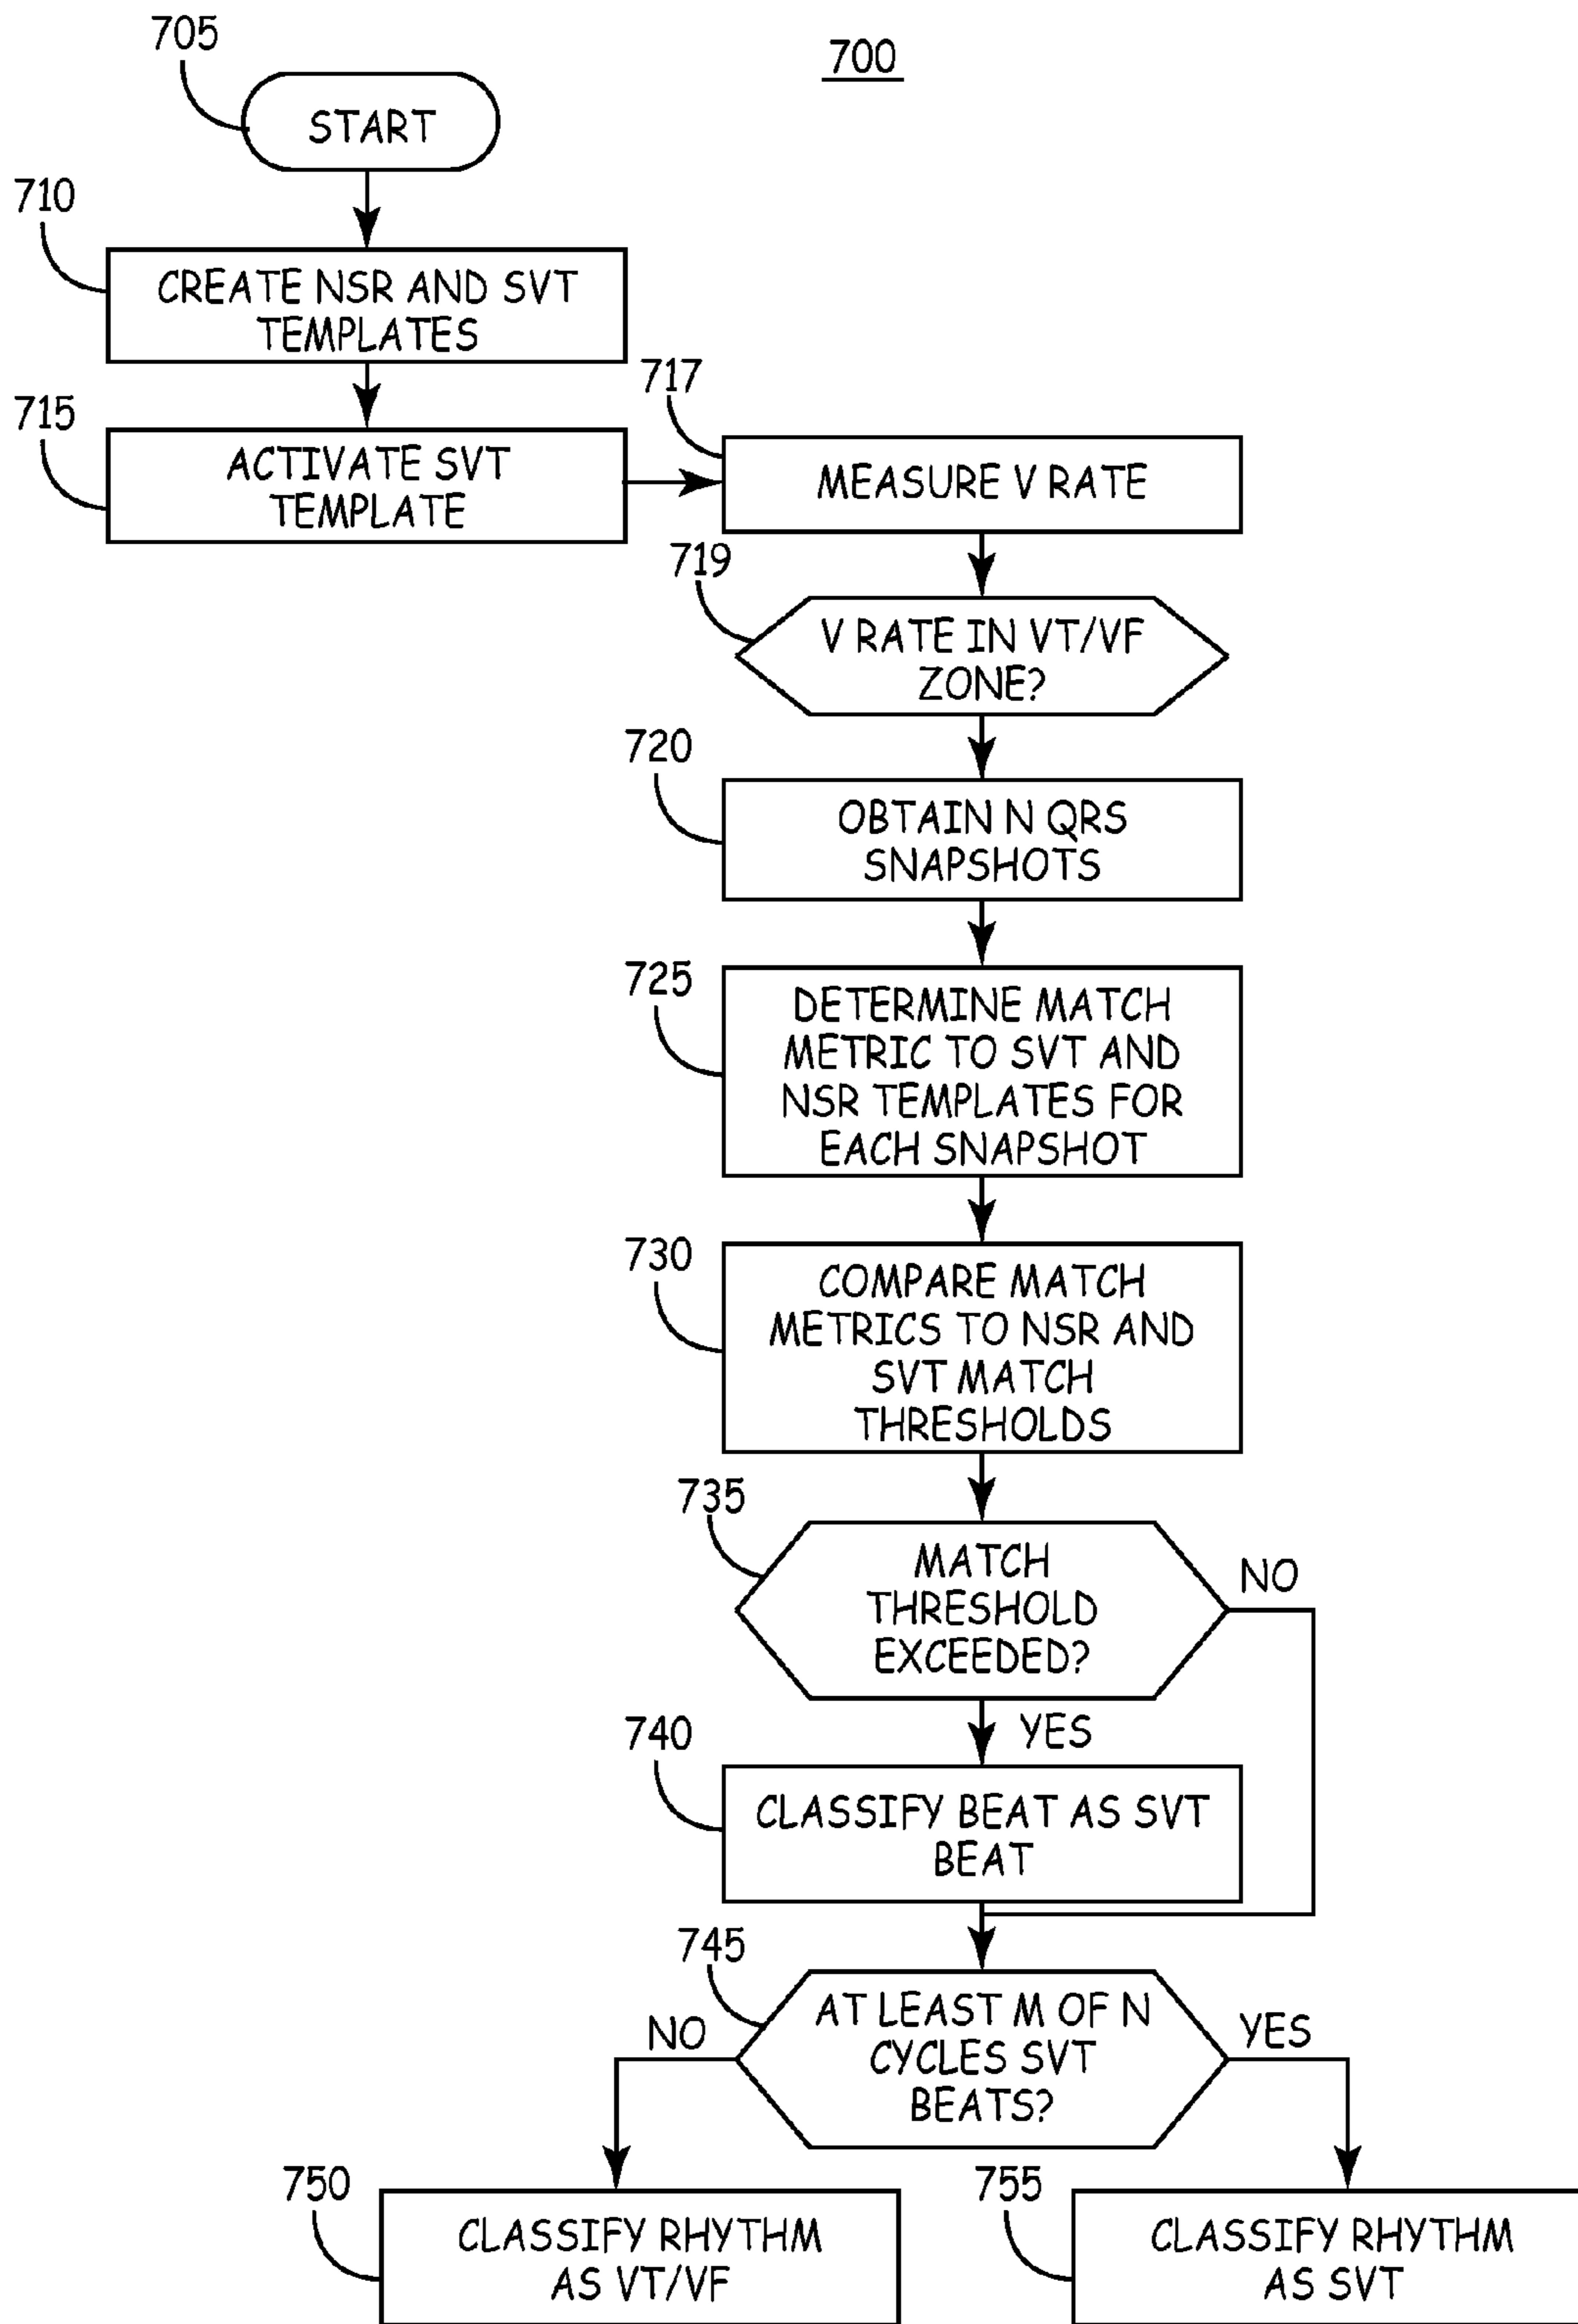 700
705
START
710
CREATE NSR AND SVT
TEMPLATES
715
ACTIVATE SVT
TEMPLATE
717
MEASURE V RATE
719
V RATE IN VT/VF
ZONE?
720
OBTAIN N QRS
SNAPSHOTS
725
DETERMINE MATCH
METRIC TO SVT AND
NSR TEMPLATES FOR
EACH SNAPSHOT
730
COMPARE MATCH
METRICS TO NSR AND
SVT MATCH
THRESHOLDS
735
MATCH
THRESHOLD
EXCEEDED?
NO
YES
740
CLASSIFY BEAT AS SVT
BEAT
745
AT LEAST M OF N
CYCLES SVT
BEATS?
NO
YES
750
CLASSIFY RHYTHM
AS VT/VF
755
CLASSIFY RHYTHM
AS SVT